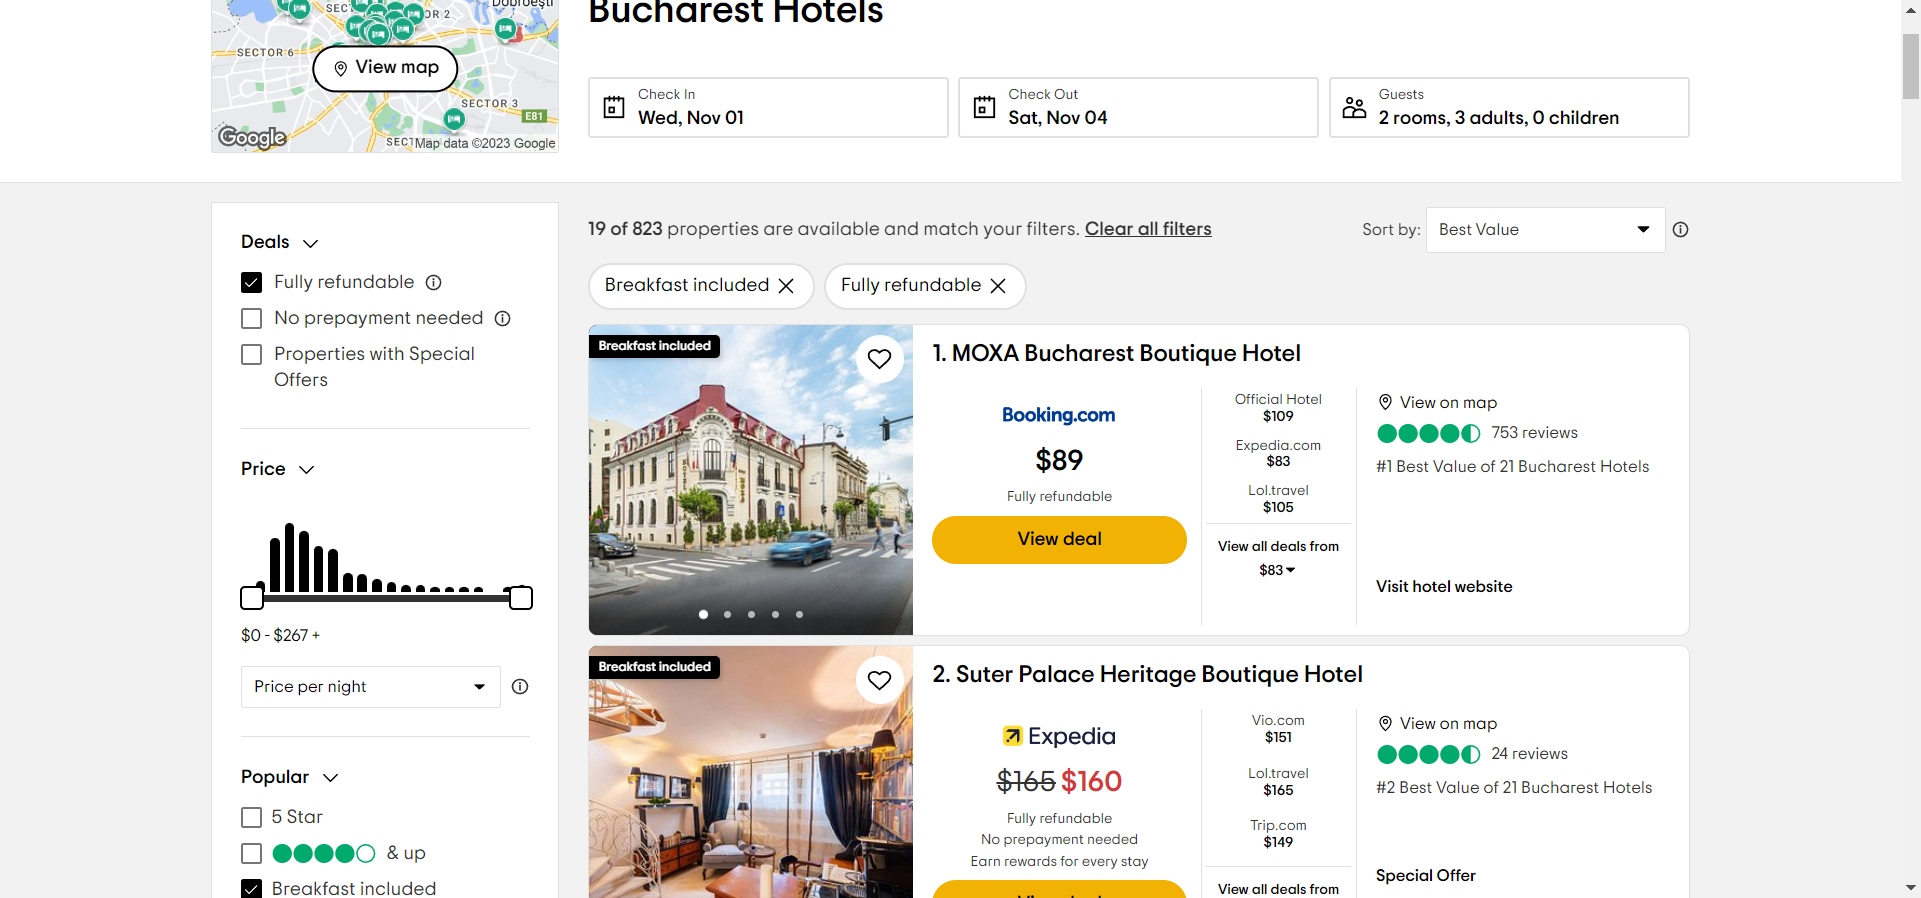 Dobroești
SECTOR 2
SECTOR 6
View map
SECTOR 3
E81
Google
SECT
Map data ©2023 Google
Bucharest Hotels
Check In
Wed, Nov 01
Check Out
Sat, Nov 04
Guests
2 rooms, 3 adults, 0 children
Deals
Fully refundable
No prepayment needed
Properties with Special
Offers
Price
$0 - $267 +
Price per night
Popular
5 Star
& up
Breakfast included
19 of 823 properties are available and match your filters. Clear all filters
Sort by: Best Value
Breakfast included
Fully refundable
Breakfast included
1. MOXA Bucharest Boutique Hotel
Booking.com
$89
Fully refundable
View deal
Official Hotel
$109
Expedia.com
$83
Lol.travel
$105
View all deals from
$83
View on map
753 reviews
#1 Best Value of 21 Bucharest Hotels
Visit hotel website
Breakfast included
2. Suter Palace Heritage Boutique Hotel
Expedia
$165 $160
Fully refundable
No prepayment needed
Earn rewards for every stay
Vio.com
$151
Lol.travel
$165
Trip.com
$149
View all deals from
View on map
24 reviews
#2 Best Value of 21 Bucharest Hotels
Special Offer